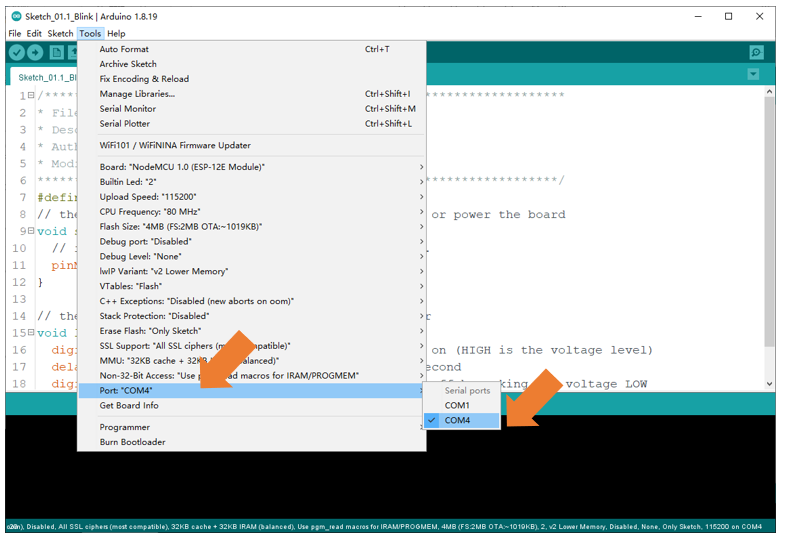 Sketch_01.1_Blink | Arduino 1.8.19
File Edit Sketch Tools Help
Auto Format Ctrl+T
Archive Sketch
Fix Encoding & Reload
Manage Libraries... Ctrl+Shift+I
Serial Monitor Ctrl+Shift+M
Serial Plotter Ctrl+Shift+L
WiFi101 / WiFiNINA Firmware Updater
Board: "NodeMCU 1.0 (ESP-12E Module)"
Builtin Led: "2"
Upload Speed: "115200"
CPU Frequency: "80 MHz"
Flash Size: "4MB (FS:2MB OTA:~1019KB)"
Debug port: "Disabled"
Debug Level: "None"
lwIP Variant: "v2 Lower Memory"
VTables: "Flash"
C++ Exceptions: "Disabled (new aborts on oom)"
Stack Protection: "Disabled"
Erase Flash: "Only Sketch"
SSL Support: "All SSL ciphers (most compatible)"
MMU: "32KB cache + 32KB (balanced)"
Non-32-Bit Access: "Use macros for IRAM/PROGMEM"
Port: "COM4"
Get Board Info
Programmer
Burn Bootloader
Serial ports
COM1
COM4
Sketch_01.1_Bl
1 /****
2 * File
3 * Desc
4 * Auth
5 * Modi
6 ****************/
7 #defin
8 // the or power the board
9 void s
10 //
11 pinM
12 }
13
14 // the r
15 void l
16 digi on (HIGH is the voltage level)
17 dela econd
18 digi voltage LOW
Disabled, All SSL ciphers (most compatible), 32KB cache + 32KB IRAM (balanced), Use pgm_read macros for IRAM/PROGMEM, 4MB (FS:2MB OTA:~1019KB), 2, v2 Lower Memory, Disabled, None, Only Sketch, 115200 on COM4